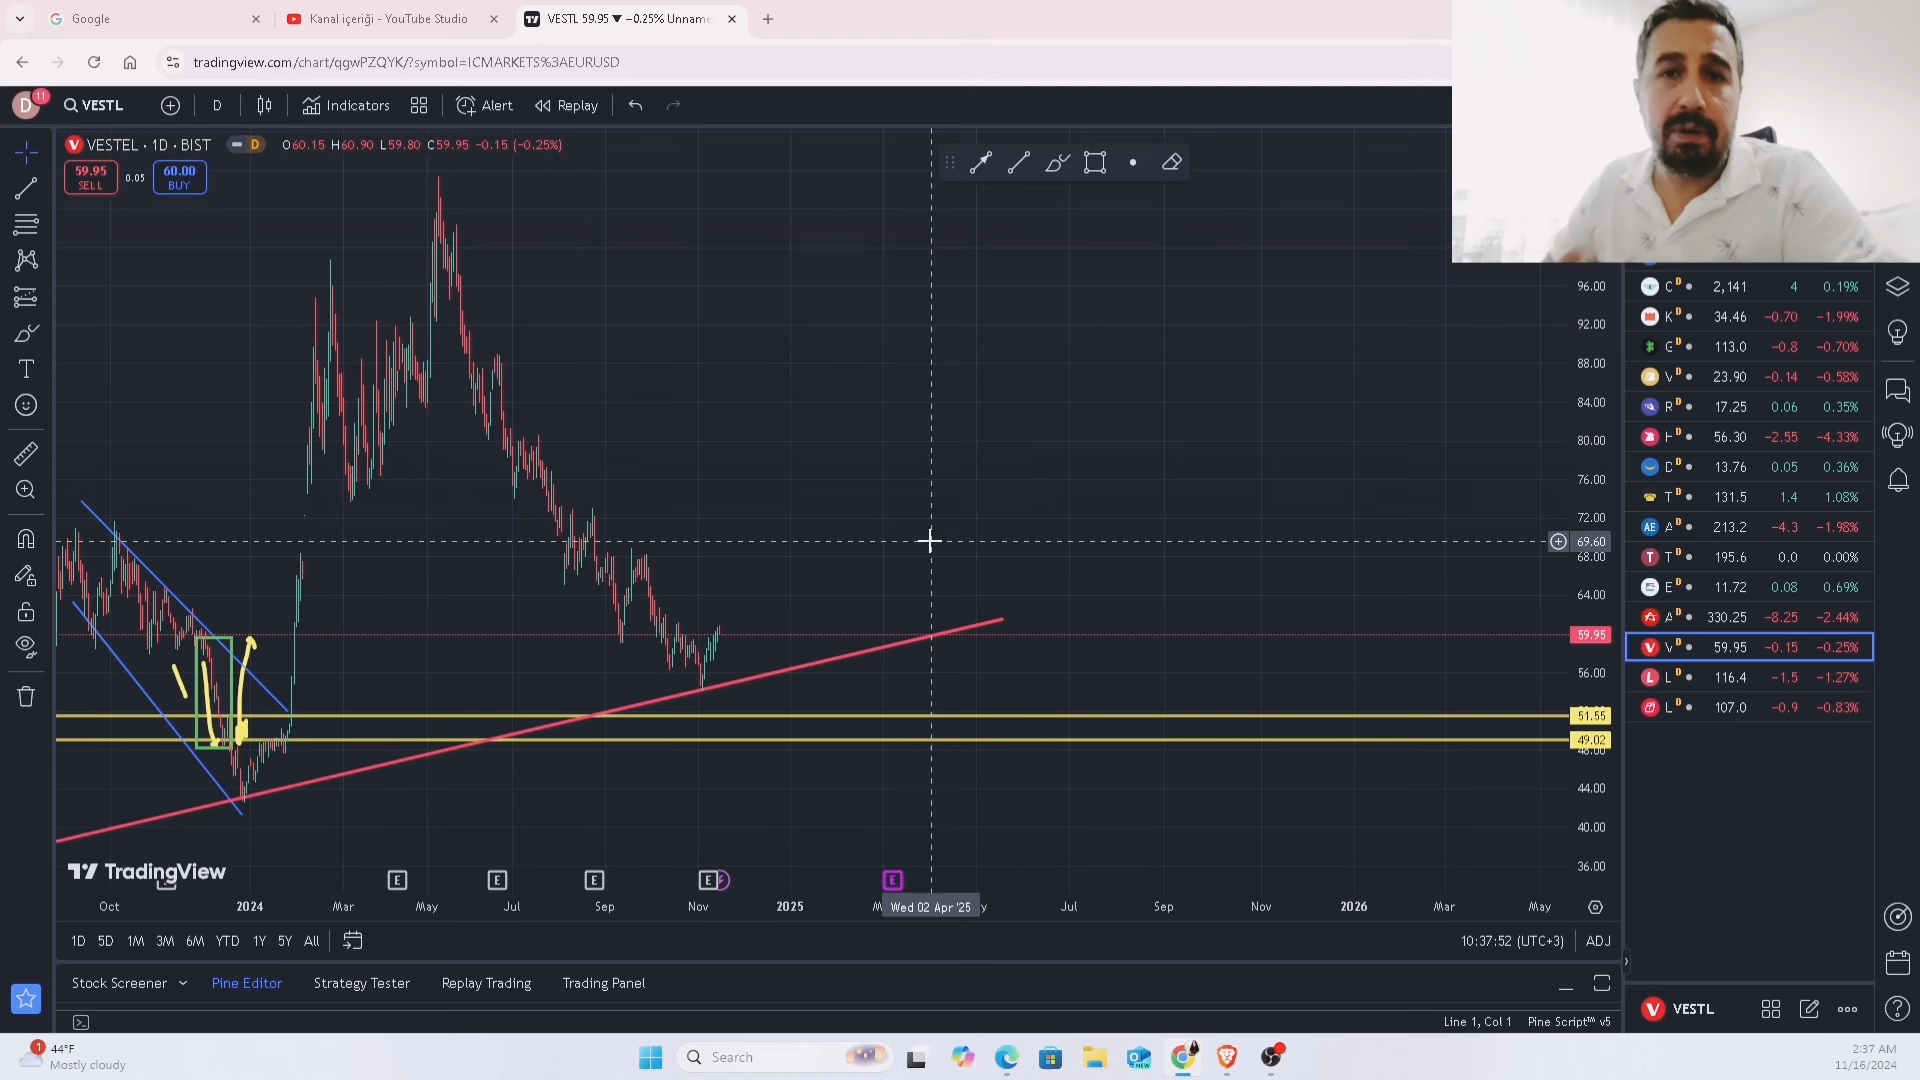 Google
Kanal içeriği - YouTube Studio
VESTL 59.95 ▼ −0.25% Unname
tradingview.com/chart/qgwPZQYK/?symbol=ICMARKETS%3AEURUSD
D
11
VESTL
D
Indicators
Alert
Replay
VESTEL · 1D · BIST
D
O60.15 H60.90 L59.80 C59.95 −0.15 (−0.25%)
59.95
SELL
0.05
60.00
BUY
96.00
92.00
88.00
84.00
80.00
76.00
72.00
69.60
68.00
64.00
59.95
56.00
51.55
49.02
48.00
44.00
40.00
36.00
C D 2,141 4 0.19%
K D 34.46 −0.70 −1.99%
G D 113.0 −0.8 −0.70%
V D 23.90 −0.14 −0.58%
R D 17.25 0.06 0.35%
H D 56.30 −2.55 −4.33%
D D 13.76 0.05 0.36%
T D 131.5 1.4 1.08%
AE A D 213.2 −4.3 −1.98%
T T D 195.6 0.0 0.00%
E D 11.72 0.08 0.69%
A D 330.25 −8.25 −2.44%
V V D 59.95 −0.15 −0.25%
L L D 116.4 −1.5 −1.27%
L D 107.0 −0.9 −0.83%
TradingView
E E E E E
Oct 2024 Mar May Jul Sep Nov 2025 Wed 02 Apr '25 Jul Sep Nov 2026 Mar May
1D 5D 1M 3M 6M YTD 1Y 5Y All
10:37:52 (UTC+3) ADJ
Stock Screener
Pine Editor
Strategy Tester
Replay Trading
Trading Panel
VESTL
Line 1, Col 1 Pine Script™ v5
1
44°F
Mostly cloudy
Search
NEW
2:37 AM
11/16/2024